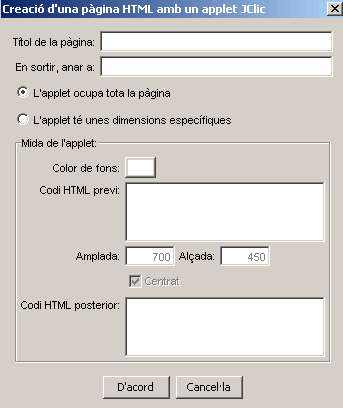 Creació d'una pàgina HTML amb un applet JClic
Títol de la pàgina:
En sortir, anar a:
L'applet ocupa tota la pàgina
L'applet té unes dimensions específiques
Mida de l'applet:
Color de fons:
Codi HTML previ:
Amplada: 700 Alçada: 450
Centrat
Codi HTML posterior:
D'acord Cancel·la